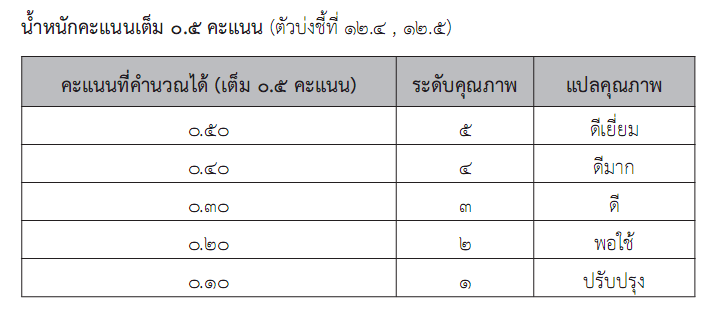 น้ำหนักคะแนนเต็ม ๐.๕ คะแนน (ตัวบ่งชี้ที่ ๑๒.๔ , ๑๒.๕)
คะแนนที่คำนวณได้ (เต็ม ๐.๕ คะแนน) ระดับคุณภาพ แปลคุณภาพ
๐.๕๐ ๕ ดีเยี่ยม
๐.๔๐ ๔ ดีมาก
๐.๓๐ ๓ ดี
๐.๒๐ ๒ พอใช้
๐.๑๐ ๑ ปรับปรุง